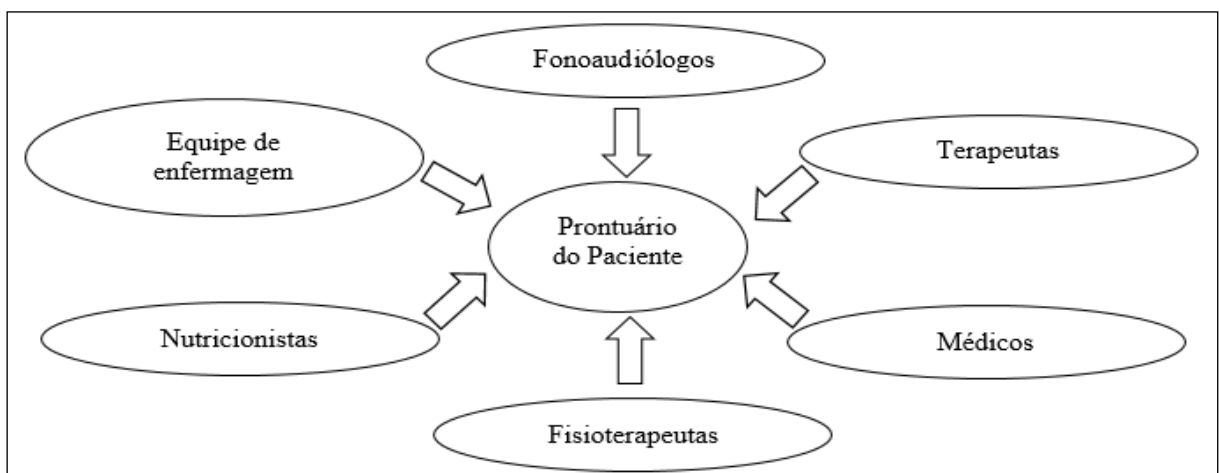 Fonoaudiólogos
Equipe de
enfermagem
Terapeutas
Prontuário
do Paciente
Nutricionistas
Médicos
Fisioterapeutas